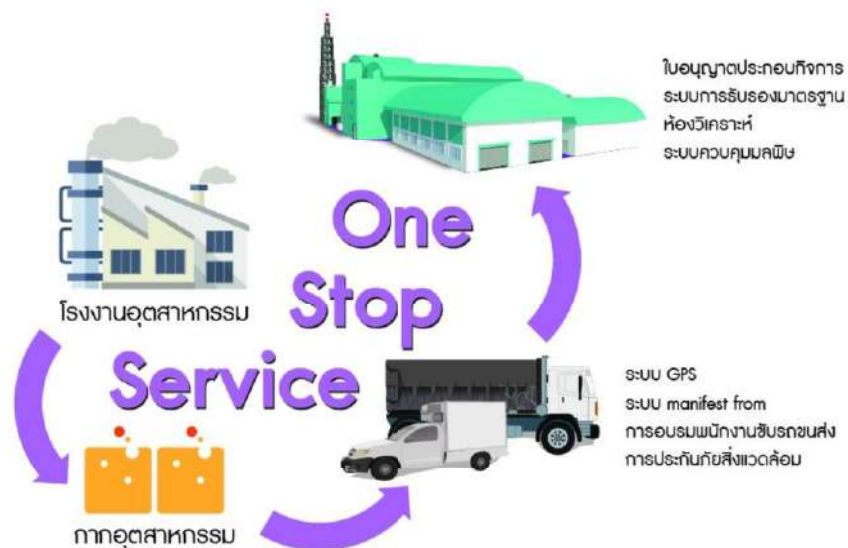 ใบอนุญาตประกอบกิจการ
ระบบการรับรองมาตรฐาน
ห้องวิเคราะห์
ระบบควบคุมมลพิษ
One
Stop
Service
โรงงานอุตสาหกรรม
ระบบ GPS
ระบบ manifest from
การอบรมพนักงานขับรถขนส่ง
การประกันภัยสิ่งแวดล้อม
กากอุตสาหกรรม